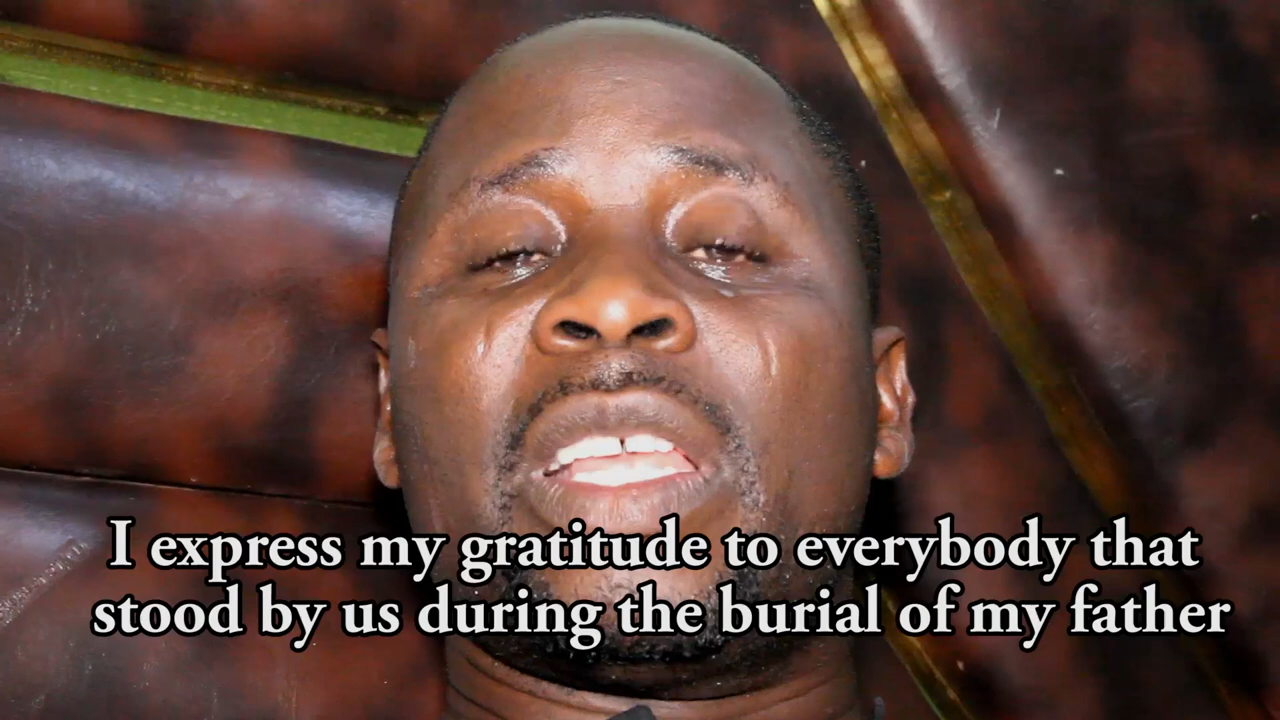 I express my gratitude to everybody that
stood by us during the burial of my father